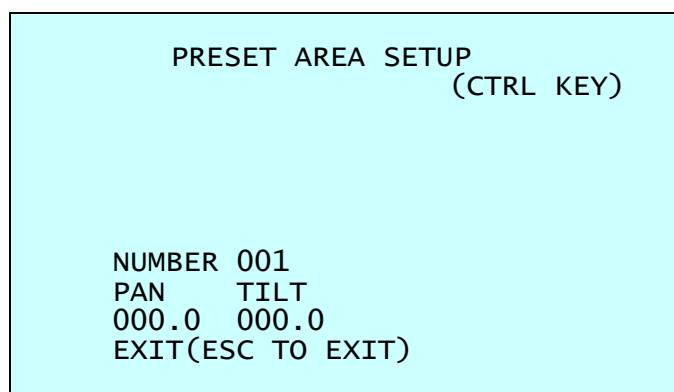 PRESET AREA SETUP
(CTRL KEY)
NUMBER 001
PAN TILT
000.0 000.0
EXIT(ESC TO EXIT)